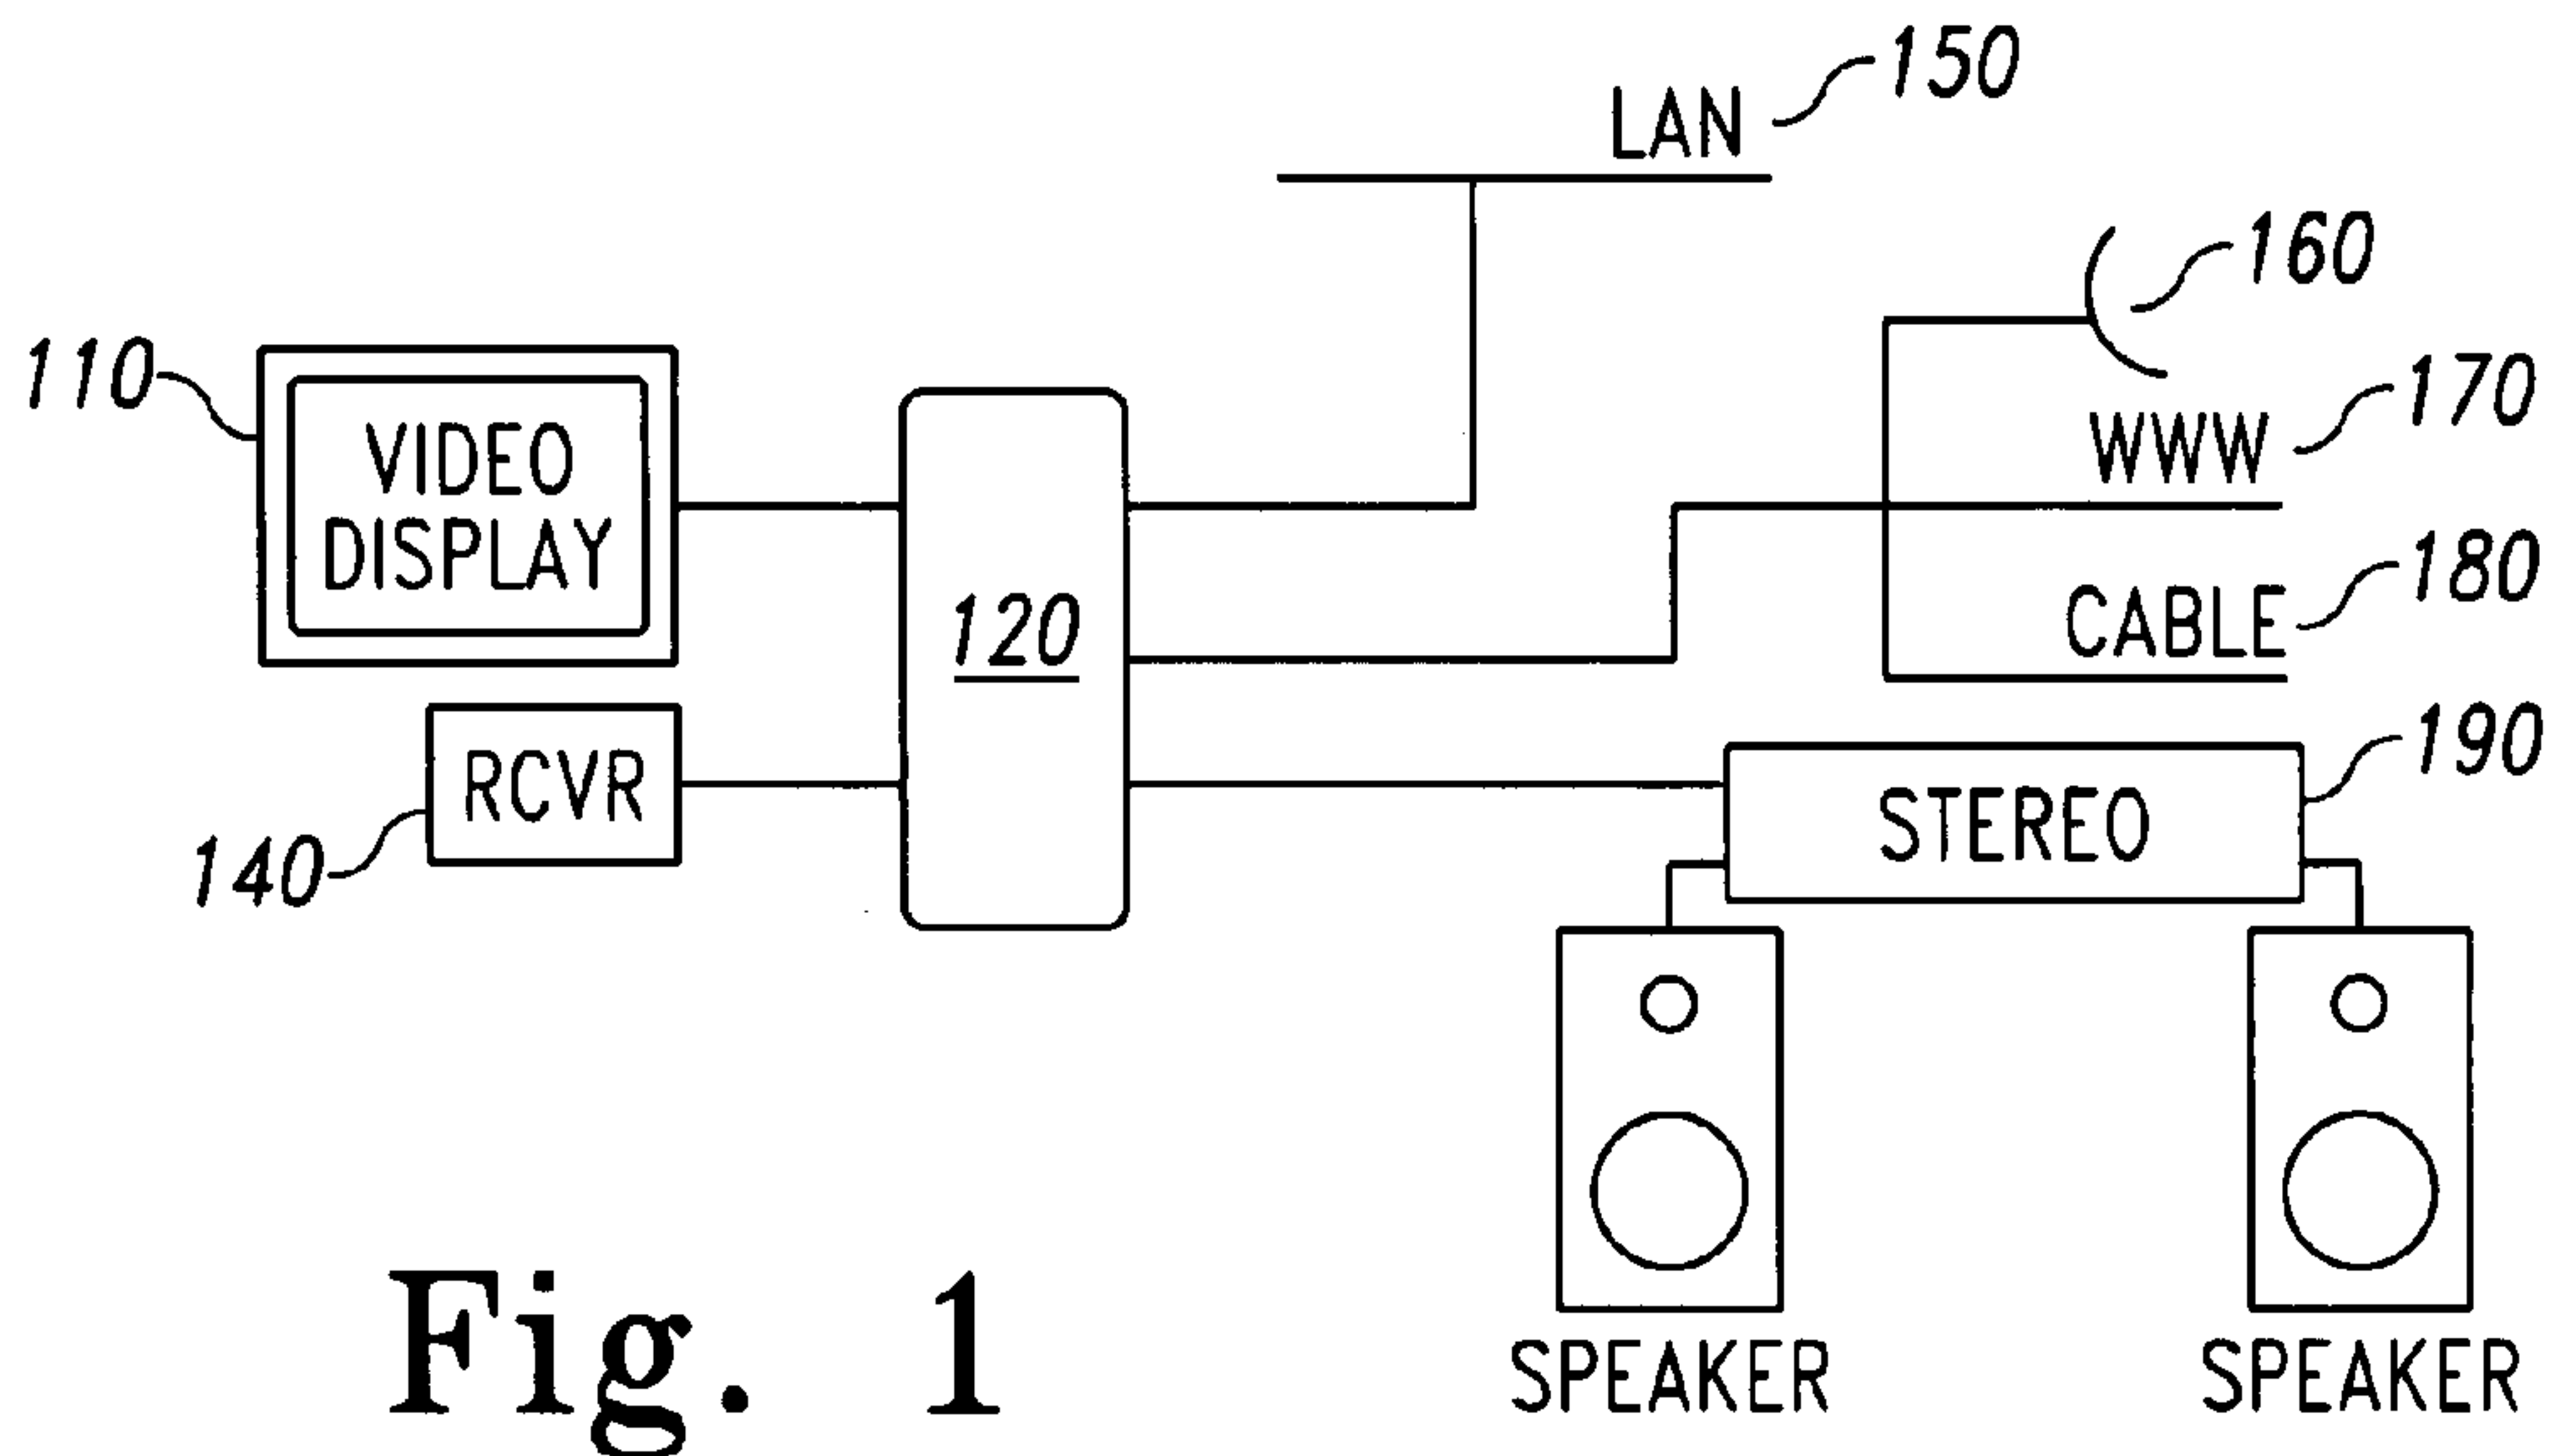 150
LAN
160
110
170
WWW
VIDEO
DISPLAY
180
CABLE
120
190
RCVR
STEREO
140
Fig. 1
SPEAKER
SPEAKER